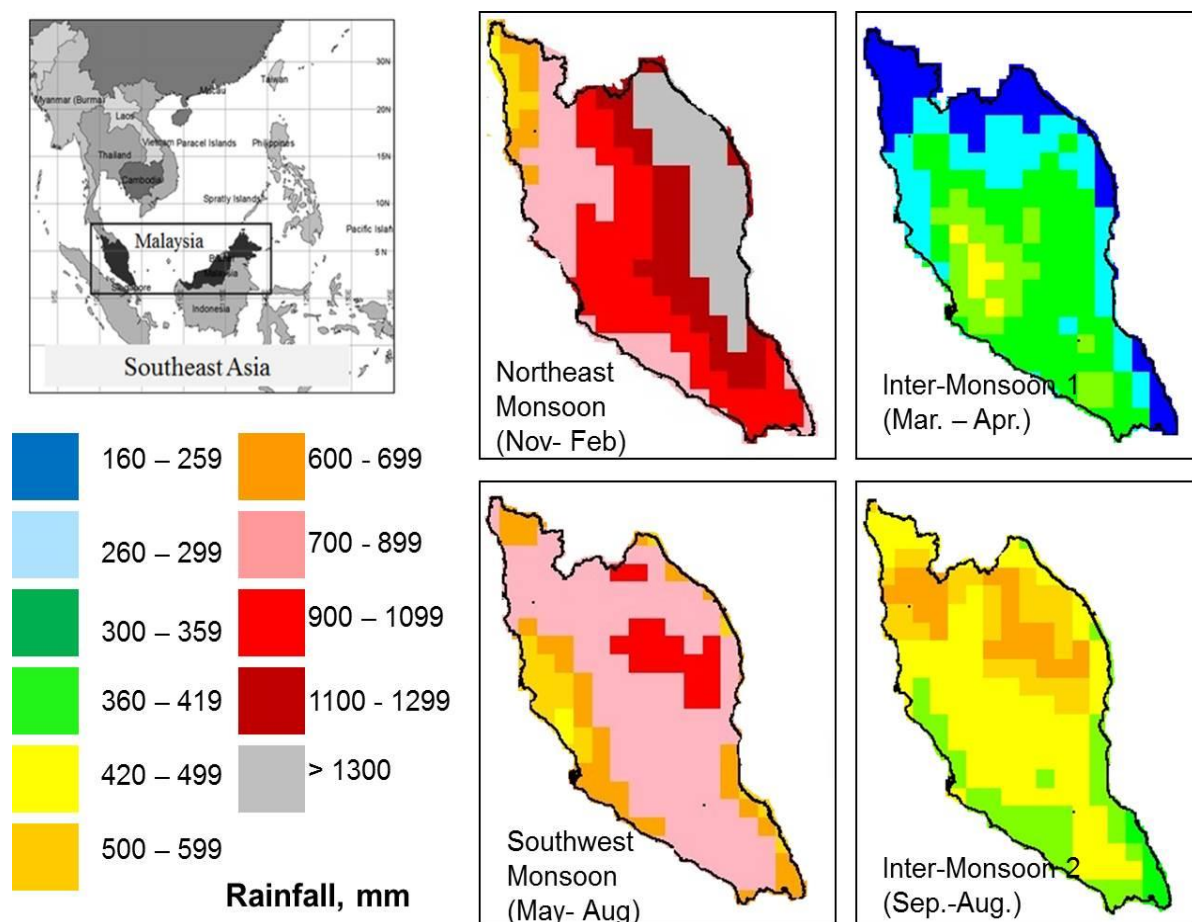 30N
Taiwan
Macau
Myanmar (Burma)
20N
Laos
Vietnam Paracel Islands
Philippines
Thailand
15N
Cambodia
10N
Spratly Islands
Malaysia
5 N
Malaysia
Singapore
Indonesia
Southeast Asia
160 – 259
260 – 299
300 – 359
360 – 419
420 – 499
500 – 599
600 - 699
700 - 899
900 – 1099
1100 - 1299
> 1300
Rainfall, mm
Northeast
Monsoon
(Nov- Feb)
Inter-Monsoon 1
(Mar. – Apr.)
Southwest
Monsoon
(May- Aug)
Inter-Monsoon 2
(Sep.-Aug.)